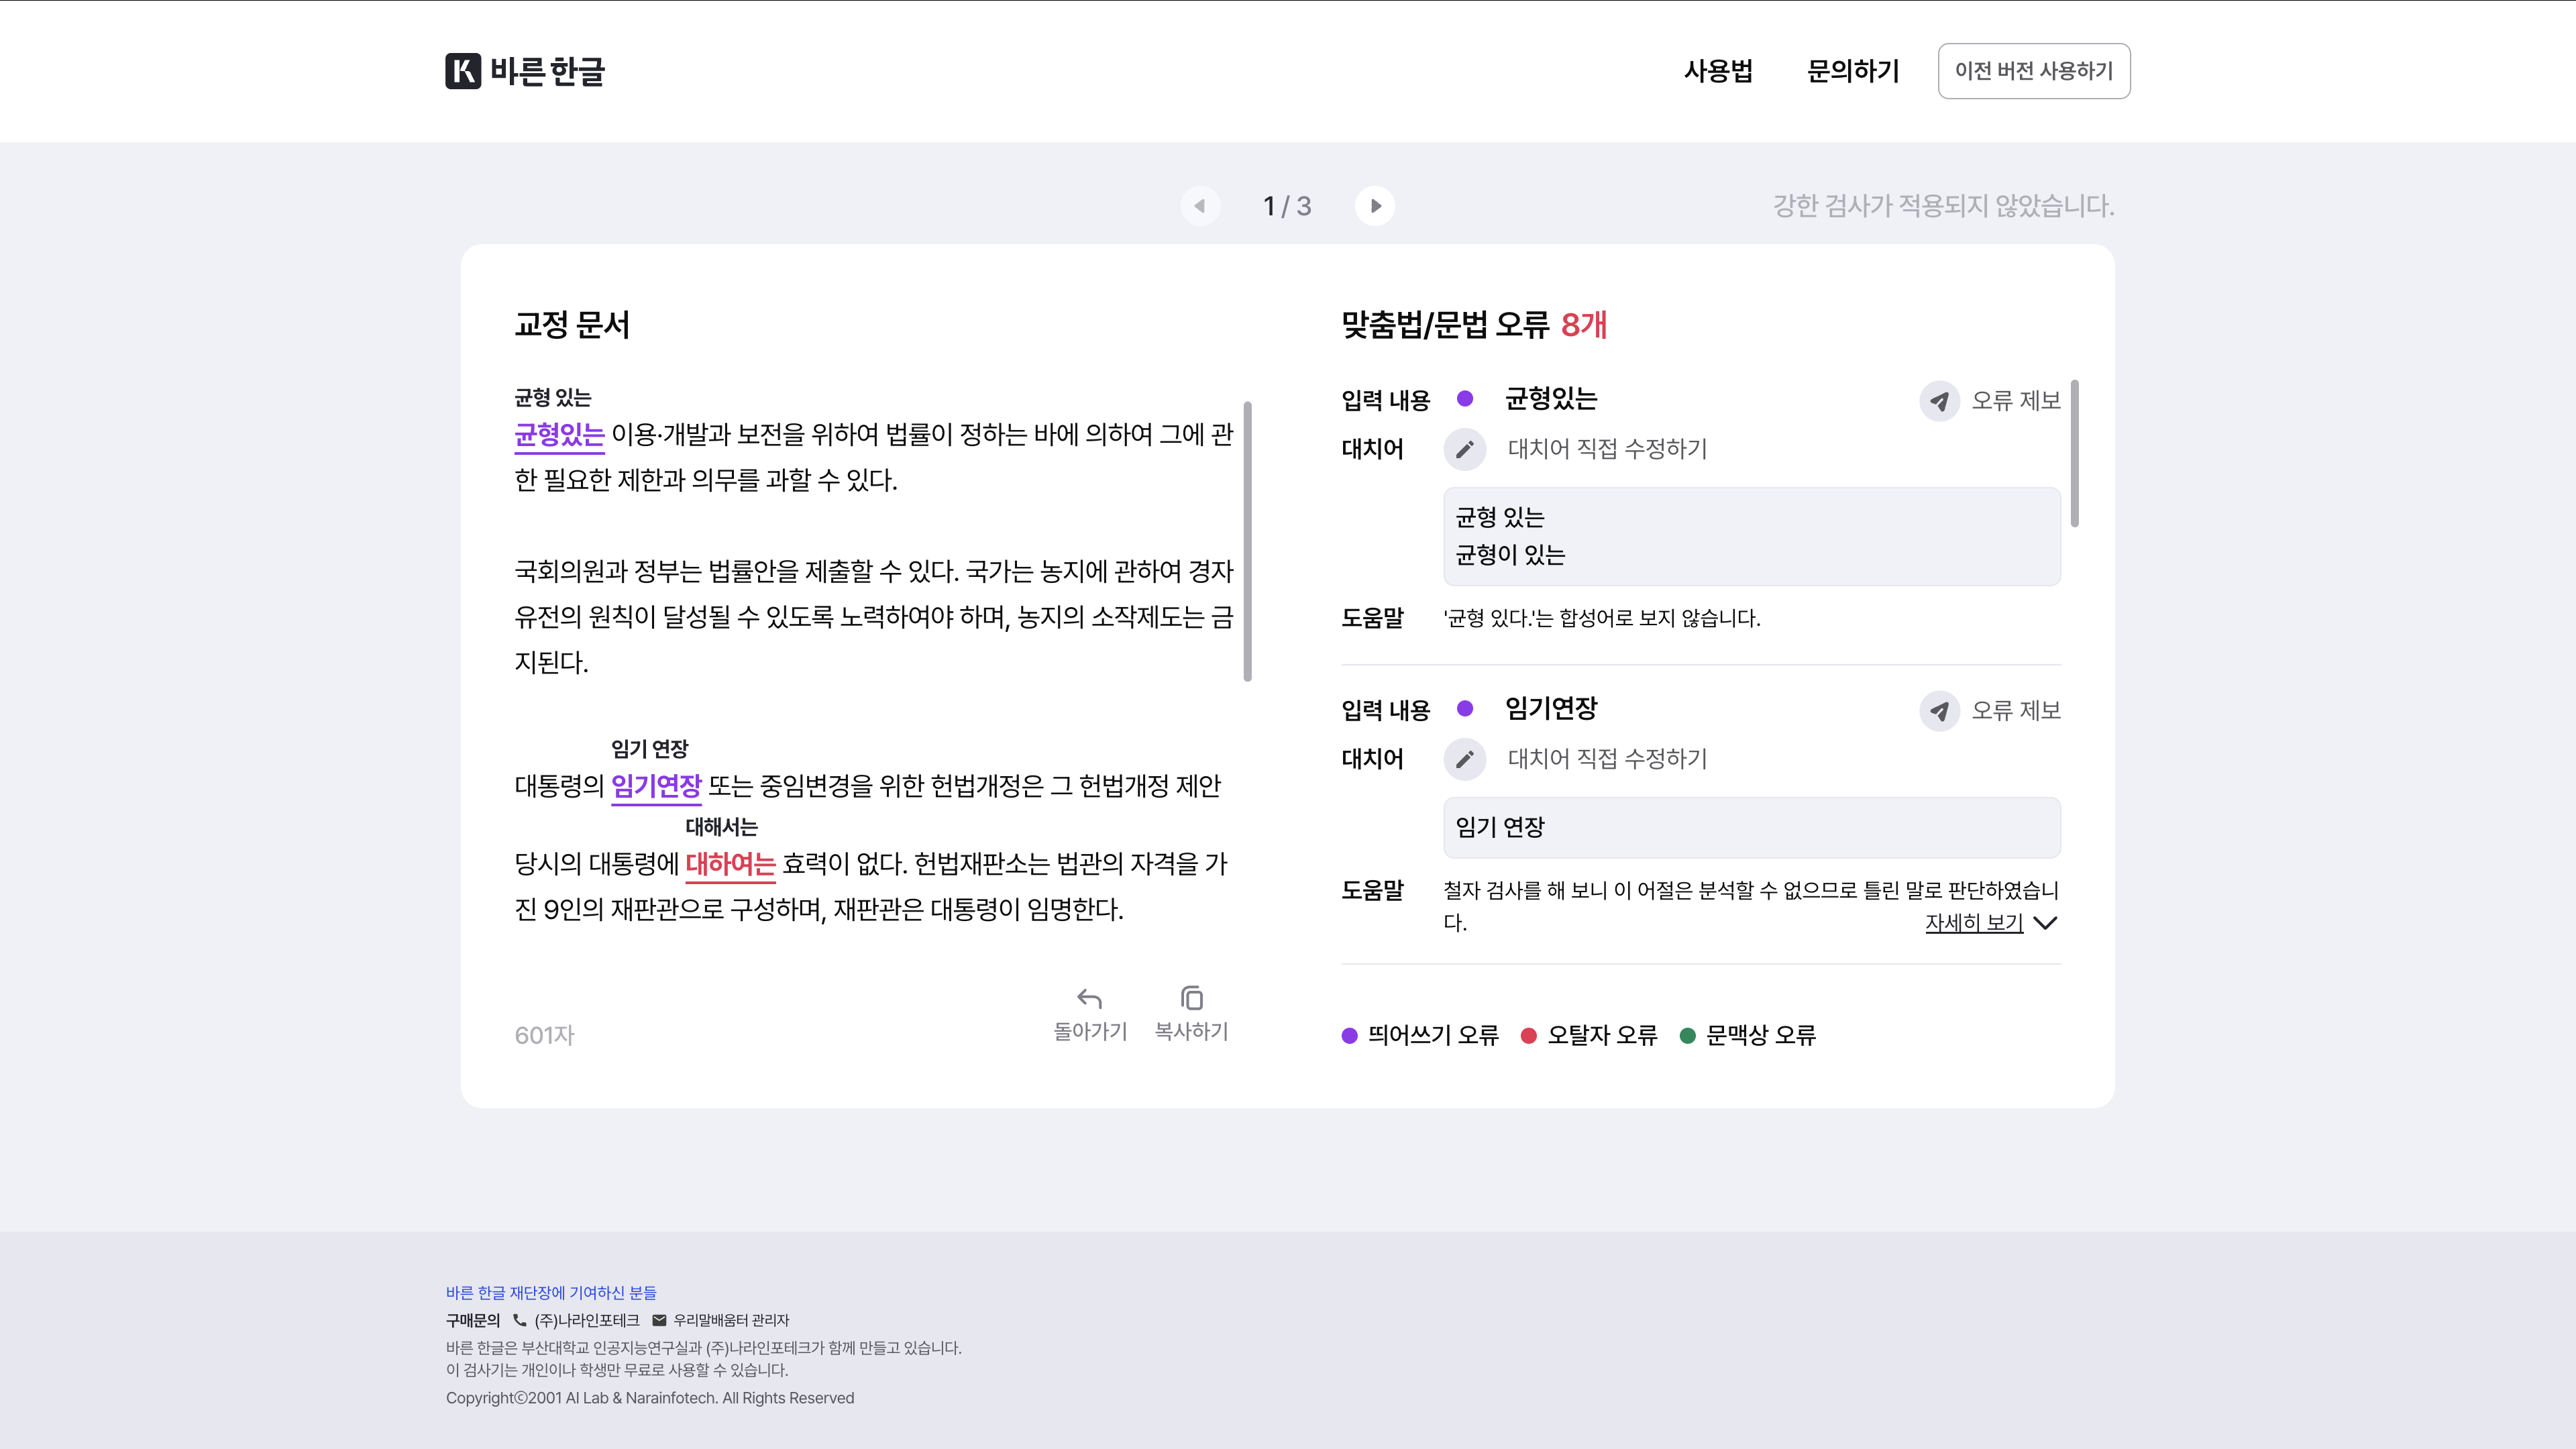 바른 한글
사용법
문의하기
이전 버전 사용하기
1 / 3
강한 검사가 적용되지 않았습니다.
교정 문서
균형 있는
균형있는 이용·개발과 보전을 위하여 법률이 정하는 바에 의하여 그에 관
한 필요한 제한과 의무를 과할 수 있다.
국회의원과 정부는 법률안을 제출할 수 있다. 국가는 농지에 관하여 경자
유전의 원칙이 달성될 수 있도록 노력하여야 하며, 농지의 소작제도는 금
지된다.
임기 연장
대통령의 임기연장 또는 중임변경을 위한 헌법개정은 그 헌법개정 제안
대해서는
당시의 대통령에 대하여는 효력이 없다. 헌법재판소는 법관의 자격을 가
진 9인의 재판관으로 구성하며, 재판관은 대통령이 임명한다.
601자
돌아가기
복사하기
맞춤법/문법 오류 8개
입력 내용 균형있는 오류 제보
대치어 대치어 직접 수정하기
균형 있는
균형이 있는
도움말 '균형 있다.'는 합성어로 보지 않습니다.
입력 내용 임기연장 오류 제보
대치어 대치어 직접 수정하기
임기 연장
도움말 철자 검사를 해 보니 이 어절은 분석할 수 없으므로 틀린 말로 판단하였습니
다. 자세히 보기
띄어쓰기 오류 오탈자 오류 문맥상 오류
바른 한글 재단장에 기여하신 분들
구매문의 (주)나라인포테크 우리말배움터 관리자
바른 한글은 부산대학교 인공지능연구실과 (주)나라인포테크가 함께 만들고 있습니다.
이 검사기는 개인이나 학생만 무료로 사용할 수 있습니다.
Copyrightⓒ2001 AI Lab & Narainfotech. All Rights Reserved